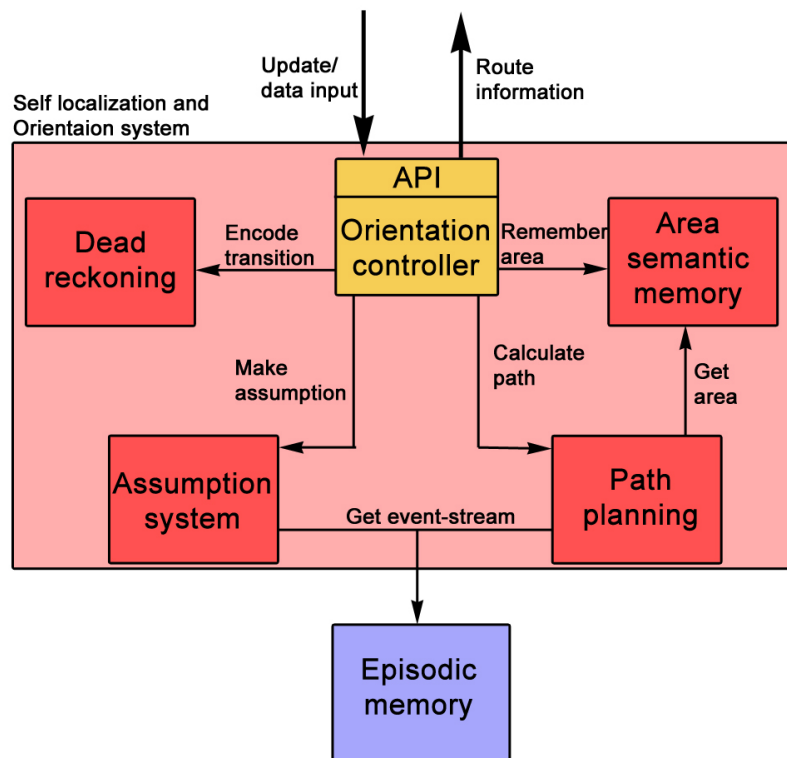 Update/
data input
Route
information
Self localization and
Orientaion system
API
Orientation
controller
Dead
reckoning
Encode
transition
Remember
area
Area
semantic
memory
Make
assumption
Calculate
path
Get
area
Assumption
system
Get event-stream
Path
planning
Episodic
memory